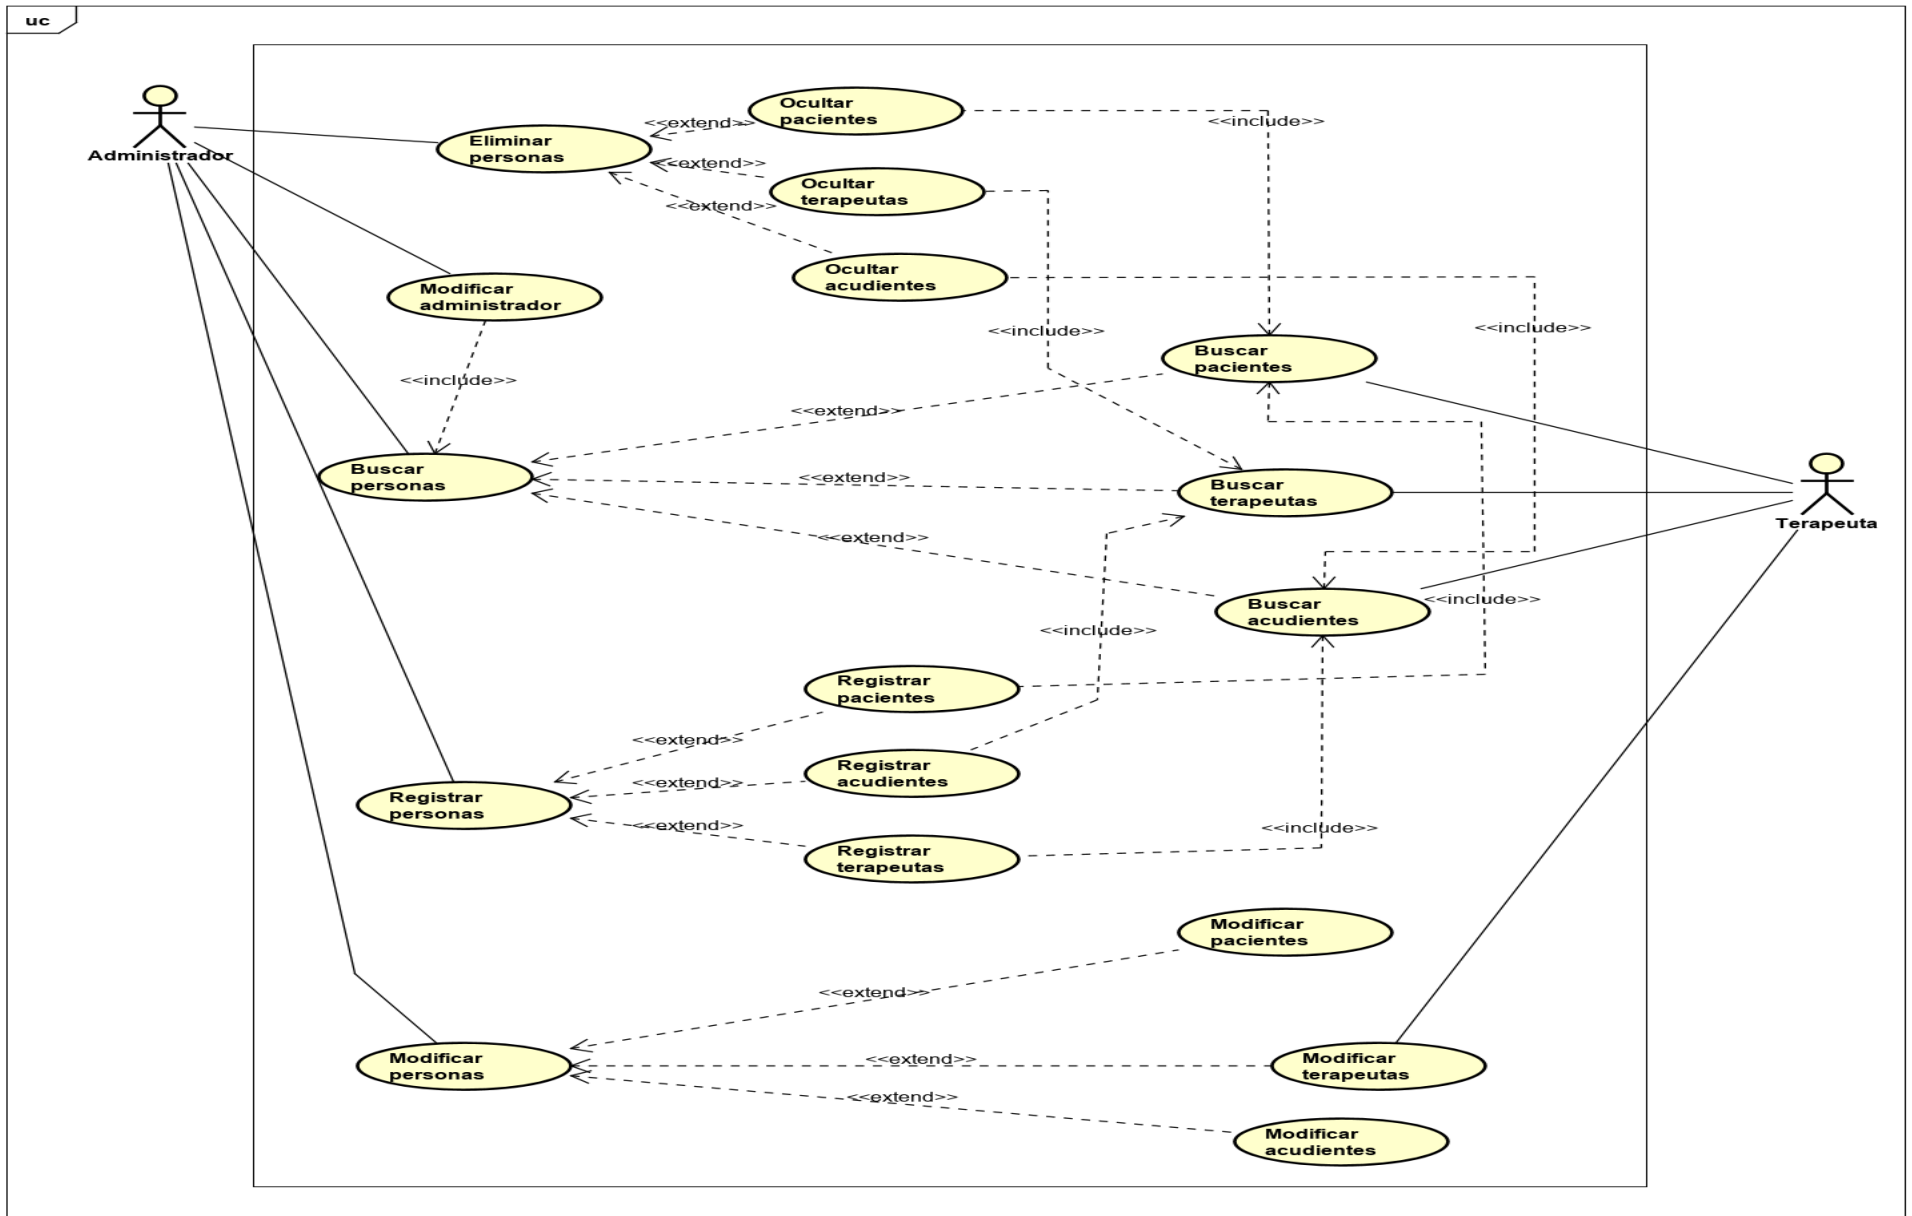 uc
Administrador
Eliminar
personas
<<extend>>
Ocultar
pacientes
<<include>>
<<extend>>
Ocultar
terapeutas
<<extend>>
Ocultar
acudientes
Modificar
administrador
<<include>>
<<include>>
<<include>>
Buscar
pacientes
<<extend>>
Buscar
personas
<<extend>>
Buscar
terapeutas
Terapeuta
<<extend>>
Buscar
acudientes
<<include>>
<<include>>
Registrar
pacientes
<<extend>>
Registrar
acudientes
<<extend>>
Registrar
personas
<<extend>>
Registrar
terapeutas
<<include>>
Modificar
pacientes
<<extend>>
Modificar
personas
<<extend>>
Modificar
terapeutas
<<extend>>
Modificar
acudientes